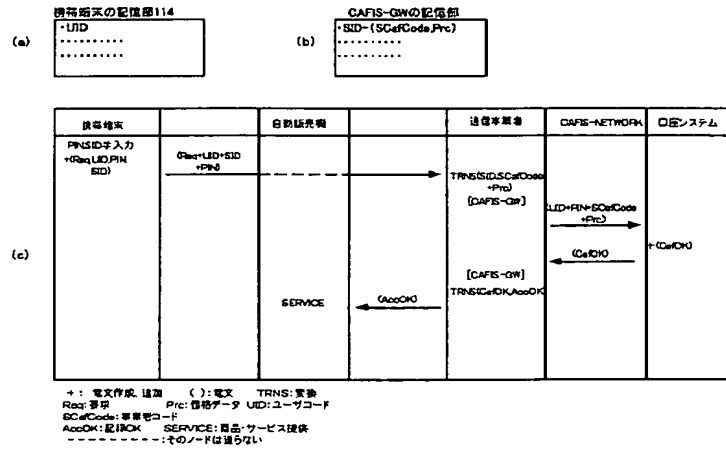 携帯端末の記憶部114
CAFIS-GWの記憶部
(a)
・UID
・・・・・・・・・・
・・・・・・・・・・
(b)
・SID-(SCafCode,Prc)
・・・・・・・・・
・・・・・・・・・
携帯端末
自動販売機
通信事業者
CAFIS-NETWORK
口座システム
(c)
PIN,SID手入力
+(Req,UID,PIN
SID)
(Req+UID+SID
+PIN)
TRNS(SID,SCafCode
+Prc)
[CAFIS-GW]
(UID+PIN+SCafCode
+Prc)
+(CafOK)
(CafOK)
[CAFIS-GW]
TRNS(CafOK,AccOK)
SERVICE
(AccOK)
+: 電文作成、追加 ( ):電文 TRNS:変換
Req:要求 Prc:価格データ UID:ユーザコード
SCafCode:事業者コード
AccOK:記録OK SERVICE:商品・サービス提供
----------:そのノードは通らない